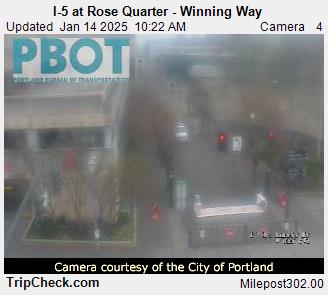 I-5 at Rose Quarter - Winning Way
Updated Jan 14 2025 10:22 AM Camera 4
PBOT
PORTLAND BUREAU OF TRANSPORTATION
Camera courtesy of the City of Portland
TripCheck.com Milepost302.00